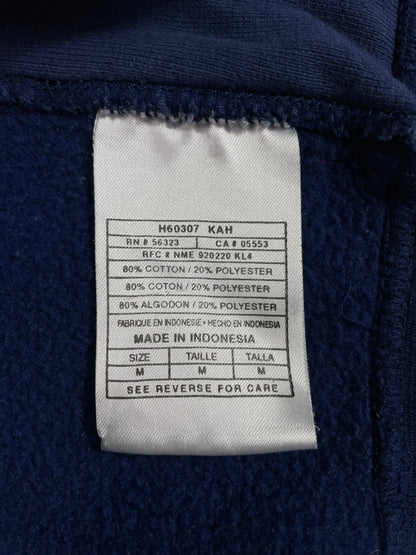 H60307 KAH
RN # 56323 CA # 05553
RFC # NME 920220 KL4
80% COTTON / 20% POLYESTER
80% COTON / 20% POLYESTER
80% ALGODON / 20% POLYESTER
FABRIQUE EN INDONESIE • HECHO EN INDONESIA
MADE IN INDONESIA
SIZE TAILLE TALLA
M M M
SEE REVERSE FOR CARE